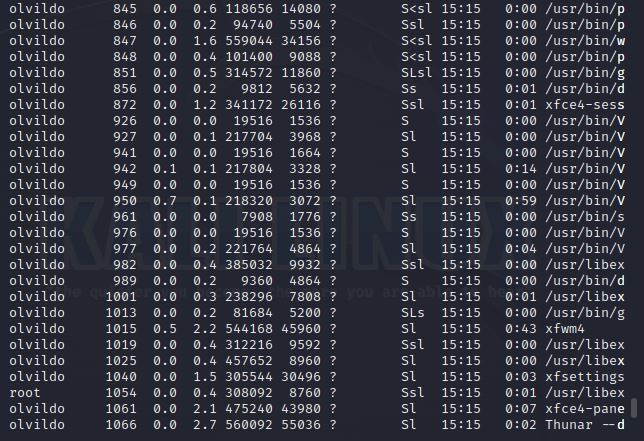 olvildo 845 0.0 0.6 118656 14080 ? S<sl 15:15 0:00 /usr/bin/p
olvildo 846 0.0 0.2 94740 5504 ? Ssl 15:15 0:00 /usr/bin/p
olvildo 847 0.0 1.6 559044 34156 ? S<sl 15:15 0:00 /usr/bin/w
olvildo 848 0.0 0.4 101400 9088 ? S<sl 15:15 0:00 /usr/bin/p
olvildo 851 0.0 0.5 314572 11860 ? SLsl 15:15 0:00 /usr/bin/g
olvildo 856 0.0 0.2 9812 5632 ? Ss 15:15 0:01 /usr/bin/d
olvildo 872 0.0 1.2 341172 26116 ? Ssl 15:15 0:01 xfce4-sess
olvildo 926 0.0 0.0 19516 1536 ? S 15:15 0:00 /usr/bin/V
olvildo 927 0.0 0.1 217704 3968 ? Sl 15:15 0:01 /usr/bin/V
olvildo 941 0.0 0.0 19516 1664 ? S 15:15 0:00 /usr/bin/V
olvildo 942 0.1 0.1 217804 3328 ? Sl 15:15 0:14 /usr/bin/V
olvildo 949 0.0 0.0 19516 1536 ? S 15:15 0:00 /usr/bin/V
olvildo 950 0.7 0.1 218320 3072 ? Sl 15:15 0:59 /usr/bin/V
olvildo 961 0.0 0.0 7908 1776 ? Ss 15:15 0:00 /usr/bin/s
olvildo 976 0.0 0.0 19516 1536 ? S 15:15 0:00 /usr/bin/V
olvildo 977 0.0 0.2 221764 4864 ? Sl 15:15 0:04 /usr/bin/V
olvildo 982 0.0 0.4 385032 9932 ? Ssl 15:15 0:00 /usr/libex
olvildo 989 0.0 0.2 9360 4864 ? S 15:15 0:00 /usr/bin/d
olvildo 1001 0.0 0.3 238296 7808 ? Sl 15:15 0:01 /usr/libex
olvildo 1013 0.0 0.2 81684 5200 ? SLs 15:15 0:00 /usr/bin/g
olvildo 1015 0.5 2.2 544168 45960 ? Sl 15:15 0:43 xfwm4
olvildo 1019 0.0 0.4 312216 9592 ? Ssl 15:15 0:00 /usr/libex
olvildo 1025 0.0 0.4 457652 8960 ? Sl 15:15 0:00 /usr/libex
olvildo 1040 0.0 1.5 305544 30496 ? Sl 15:15 0:03 xfsettings
root 1054 0.0 0.4 308092 8760 ? Ssl 15:15 0:01 /usr/libex
olvildo 1061 0.0 2.1 475240 43980 ? Sl 15:15 0:07 xfce4-pane
olvildo 1066 0.0 2.7 560092 55036 ? Sl 15:15 0:02 Thunar --d
KALI LINUX